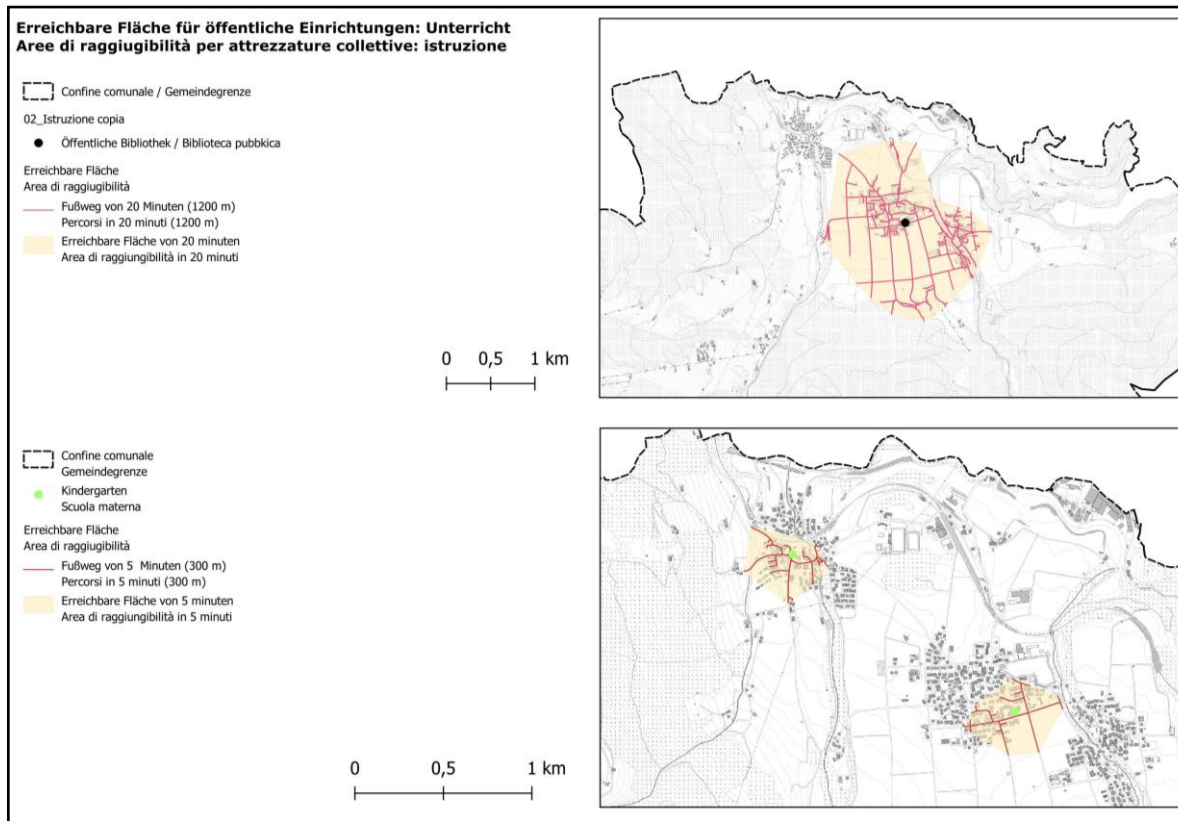 Erreichbare Fläche für öffentliche Einrichtungen: Unterricht
Aree di raggiugibilità per attrezzature collettive: istruzione
Confine comunale / Gemeindegrenze
02_Istruzione copia
Öffentliche Bibliothek / Biblioteca pubbkica
Erreichbare Fläche
Area di raggiugibilità
Fußweg von 20 Minuten (1200 m)
Percorsi in 20 minuti (1200 m)
Erreichbare Fläche von 20 minuten
Area di raggiungibilità in 20 minuti
0 0,5 1 km
Confine comunale
Gemeindegrenze
Kindergarten
Scuola materna
Erreichbare Fläche
Area di raggiugibilità
Fußweg von 5 Minuten (300 m)
Percorsi in 5 minuti (300 m)
Erreichbare Fläche von 5 minuten
Area di raggiungibilità in 5 minuti
0 0,5 1 km